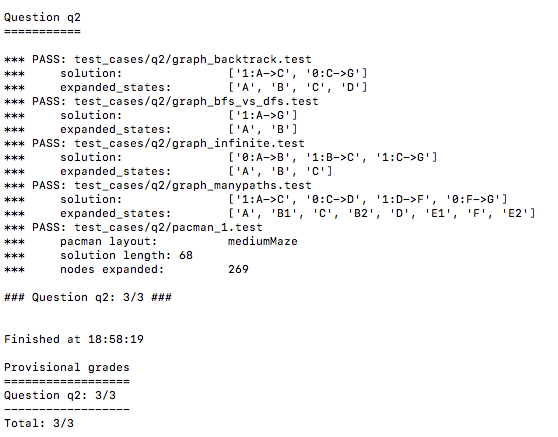 Question q2
===========
*** PASS: test_cases/q2/graph_backtrack.test
*** solution: ['1:A->C', '0:C->G']
*** expanded_states: ['A', 'B', 'C', 'D']
*** PASS: test_cases/q2/graph_bfs_vs_dfs.test
*** solution: ['1:A->G']
*** expanded_states: ['A', 'B']
*** PASS: test_cases/q2/graph_infinite.test
*** solution: ['0:A->B', '1:B->C', '1:C->G']
*** expanded_states: ['A', 'B', 'C']
*** PASS: test_cases/q2/graph_manypaths.test
*** solution: ['1:A->C', '0:C->D', '1:D->F', '0:F->G']
*** expanded_states: ['A', 'B1', 'C', 'B2', 'D', 'E1', 'F', 'E2']
*** PASS: test_cases/q2/pacman_1.test
*** pacman layout: mediumMaze
*** solution length: 68
*** nodes expanded: 269
### Question q2: 3/3 ###
Finished at 18:58:19
Provisional grades
==================
Question q2: 3/3
------------------
Total: 3/3